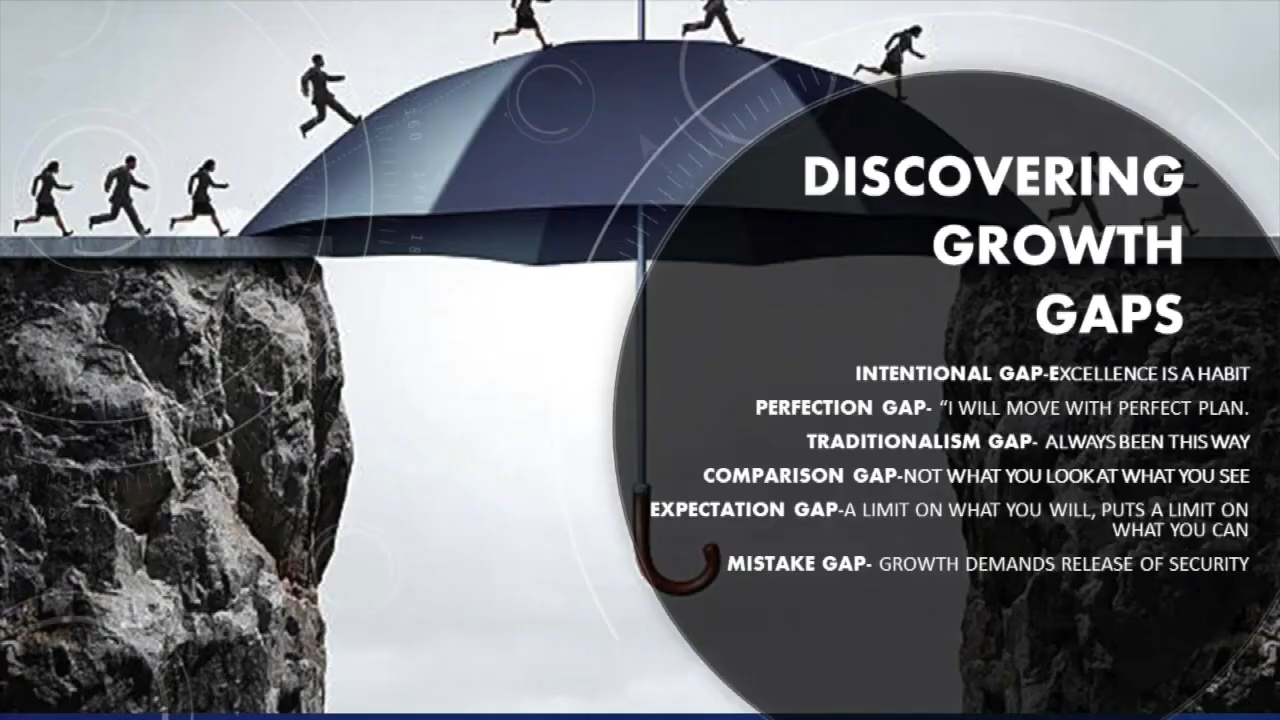 DISCOVERING
GROWTH
GAPS
INTENTIONAL GAP-EXCELLENCE IS A HABIT
PERFECTION GAP- “I WILL MOVE WITH PERFECT PLAN.
TRADITIONALISM GAP- ALWAYS BEEN THIS WAY
COMPARISON GAP-NOT WHAT YOU LOOK AT WHAT YOU SEE
EXPECTATION GAP-A LIMIT ON WHAT YOU WILL, PUTS A LIMIT ON
WHAT YOU CAN
MISTAKE GAP- GROWTH DEMANDS RELEASE OF SECURITY